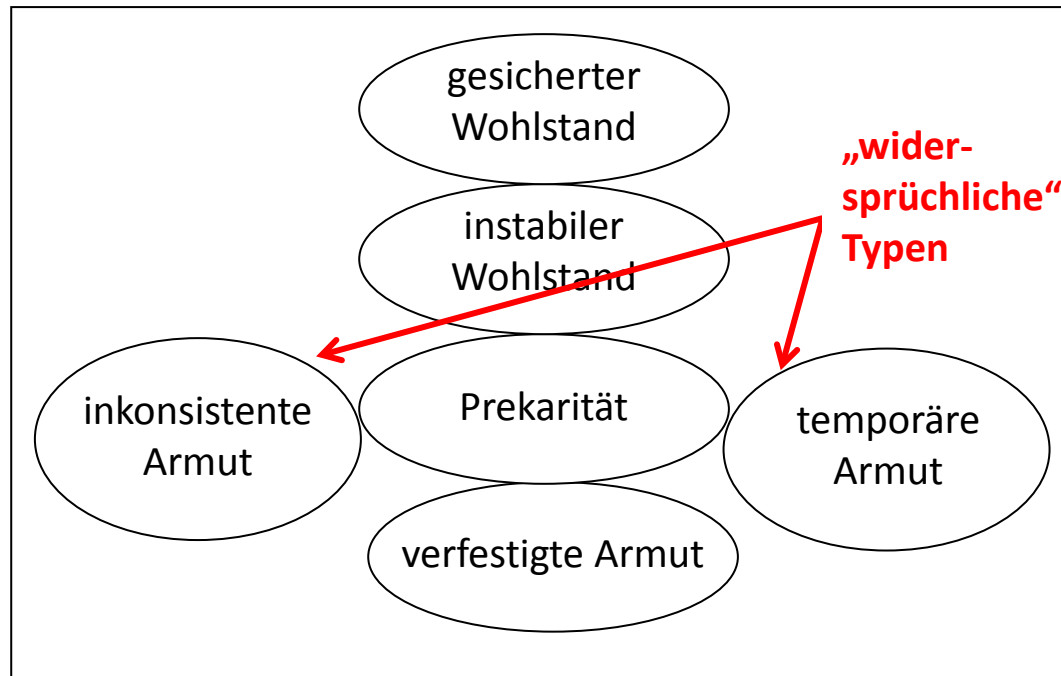 gesicherter
Wohlstand
„wider-
sprüchliche“
Typen
instabiler
Wohlstand
inkonsistente
Armut
Prekarität
temporäre
Armut
verfestigte Armut